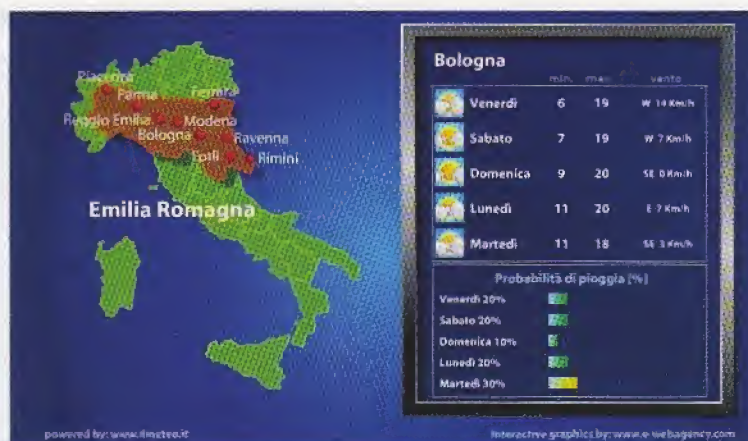 Piacenza
Parma
Ferrara
Reggio Emilia
Modena
Bologna
Ravenna
Forlì
Rimini
Emilia Romagna
Bologna
min. max vento
Venerdì 6 19 W 14 Km/h
Sabato 7 19 W 7 Km/h
Domenica 9 20 SE 0 Km/h
Lunedì 11 20 E 7 Km/h
Martedì 11 18 SE 3 Km/h
Probabilità di pioggia [%]
Venerdì 20%
Sabato 20%
Domenica 10%
Lunedì 20%
Martedì 30%
powered by: www.ilmeteo.it
Interactive graphics by: www.e-webagency.com